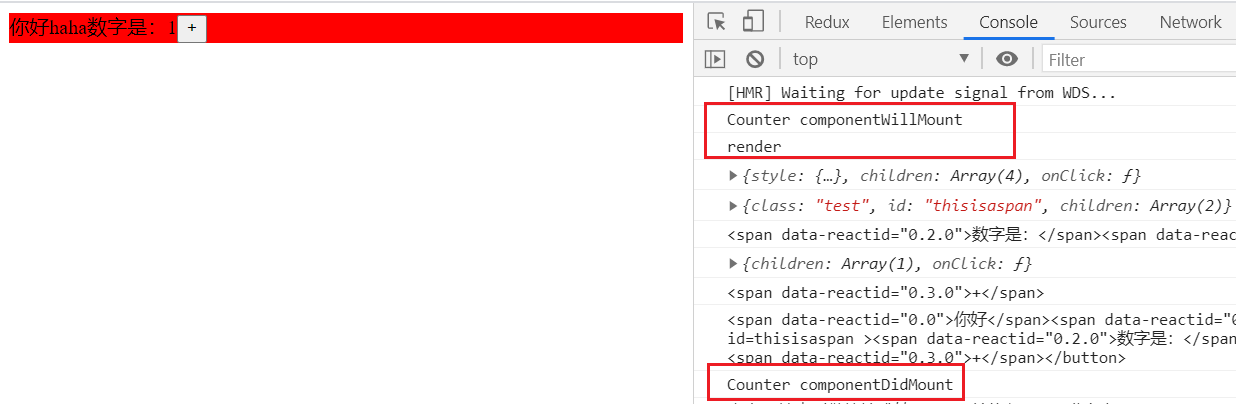 你好haha数字是：1 +
Redux Elements Console Sources Network
top Filter
[HMR] Waiting for update signal from WDS...
Counter componentWillMount
render
▶{style: {…}, children: Array(4), onClick: ƒ}
▶{class: "test", id: "thisisaspan", children: Array(2)}
<span data-reactid="0.2.0">数字是：</span><span data-reac
▶{children: Array(1), onClick: ƒ}
<span data-reactid="0.3.0">+</span>
<span data-reactid="0.0">你好</span><span data-reactid="0
id=thisisaspan ><span data-reactid="0.2.0">数字是：</span
<span data-reactid="0.3.0">+</span></button>
Counter componentDidMount